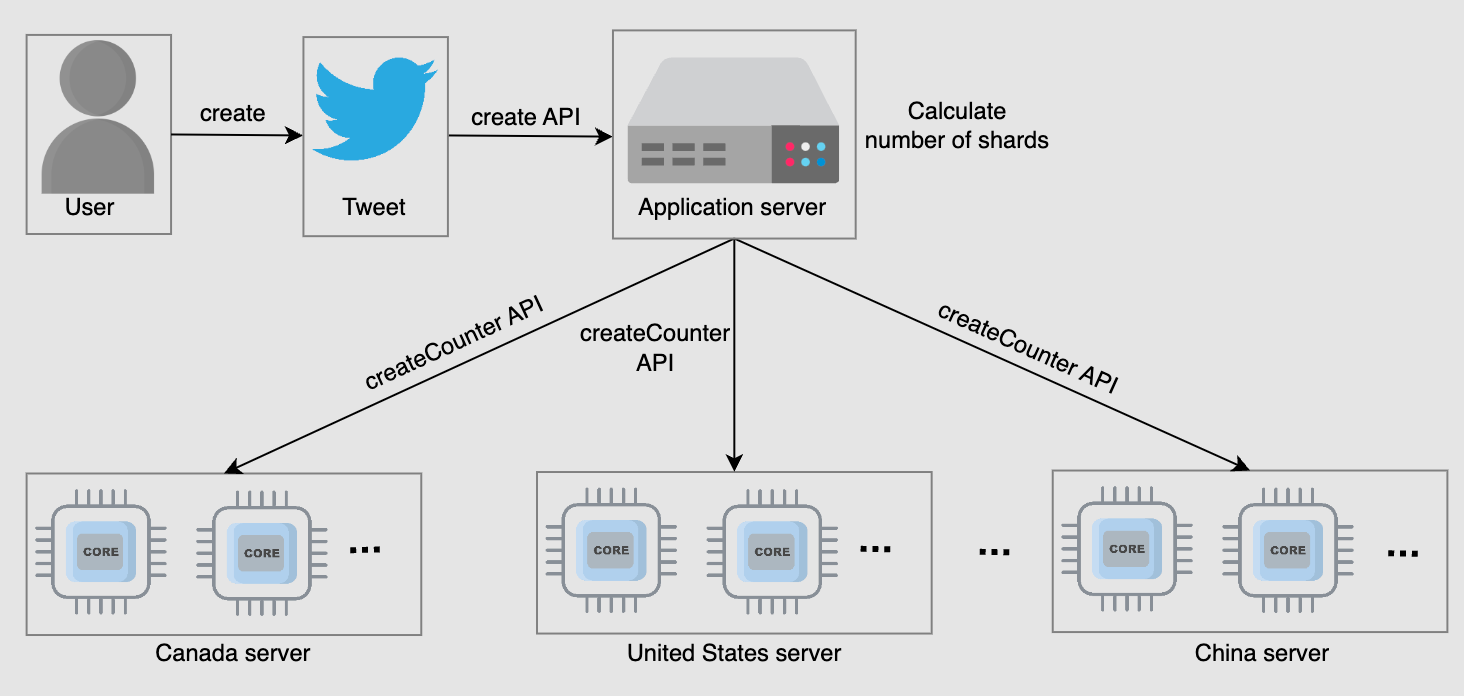 create
create API
Calculate
number of shards
User
Tweet
Application server
createCounter API
createCounter
API
createCounter API
CORE
CORE
...
CORE
CORE
...
...
CORE
CORE
...
Canada server
United States server
China server